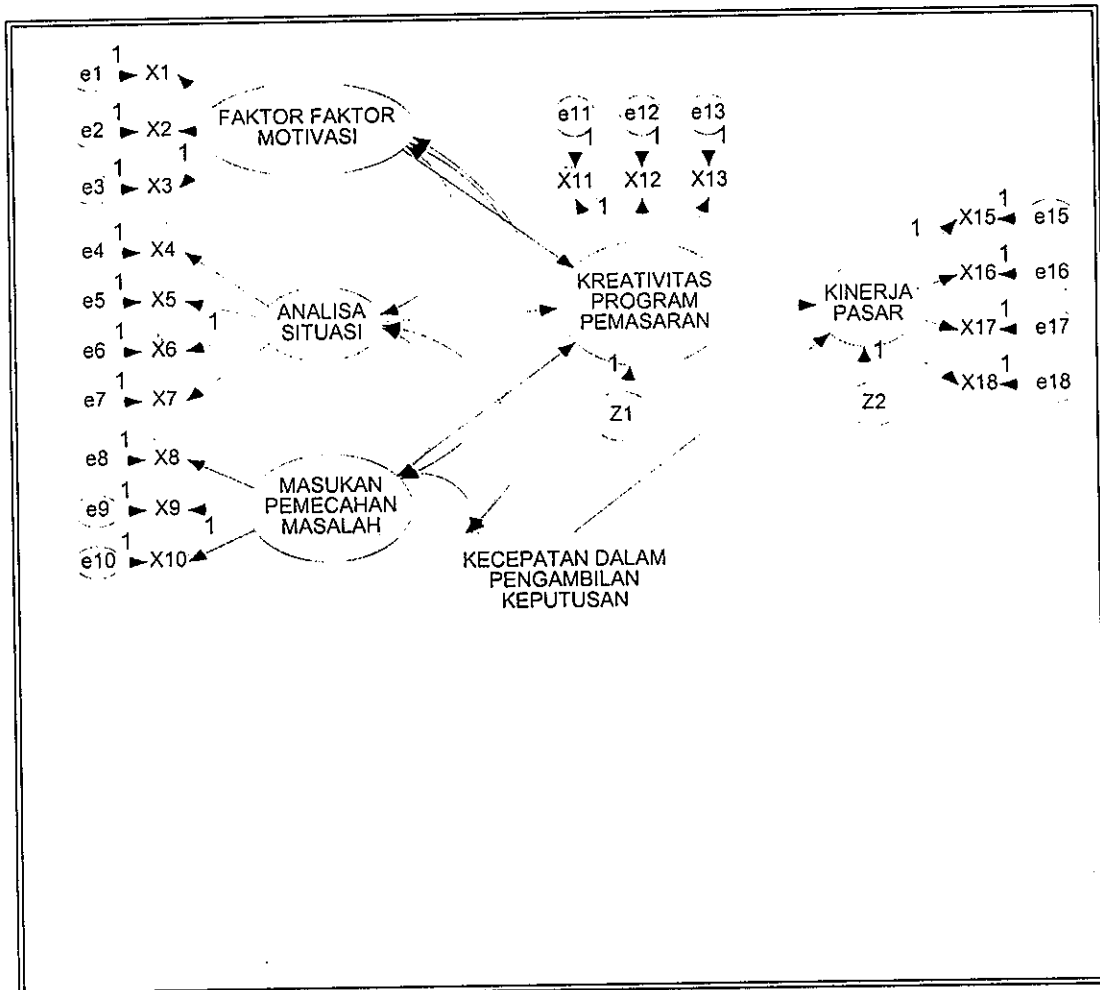 1
e1 X1
1
e2 X2
1
1
e3 X3
FAKTOR FAKTOR
MOTIVASI
1
e4 X4
1
e5 X5
1
1
e6 X6
1
e7 X7
ANALISA
SITUASI
1
e8 X8
1
e9 X9
1
1
e10 X10
MASUKAN
PEMECAHAN
MASALAH
e11 e12 e13
1 1 1
X11 X12 X13
1
KREATIVITAS
PROGRAM
PEMASARAN
1
Z1
KECEPATAN DALAM
PENGAMBILAN
KEPUTUSAN
KINERJA
PASAR
1
Z2
1
1
X15 e15
1
X16 e16
1
X17 e17
1
X18 e18